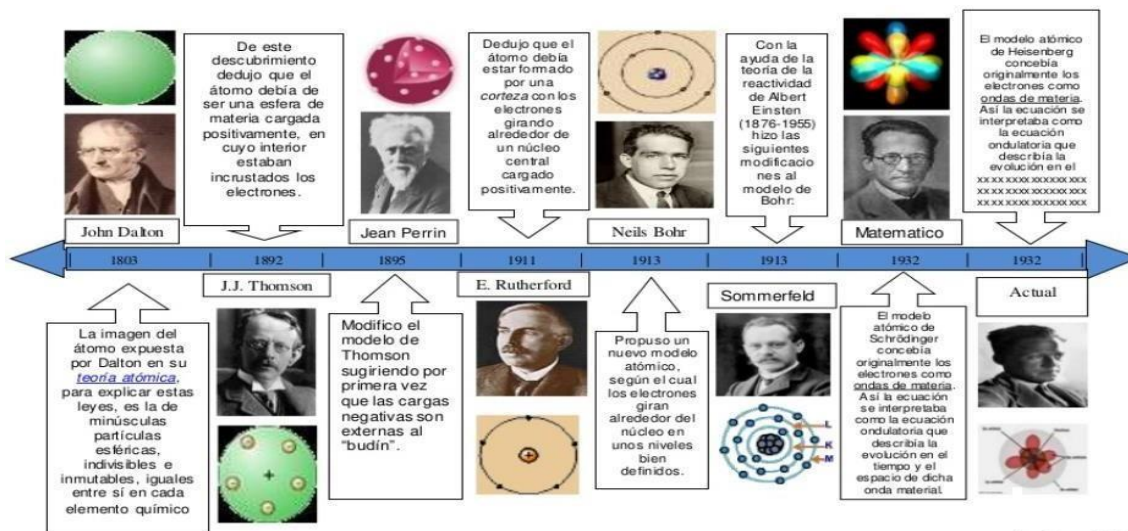 De este
descubrimiento
dedujo que el
átomo debía de
ser una esfera de
materia cargada
positivamente, en
cuyo interior
estaban
incrustados los
electrones.
Dedujo que el
átomo debía
estar formado
por una
corteza con los
electrones
girando
alrededor de
un núcleo
central
cargado
positivamente.
Con la
ayuda de la
teoría de la
reactividad
de Albert
Einsten
(1876-1955)
hizo las
siguientes
modificacio
nes al
modelo de
Bohr:
El modelo atómico
de Heisenberg
concebía
originalmente los
electrones como
ondas de materia.
Así la ecuación se
interpretaba como
la ecuación
ondulatoria que
describía la
evolución en el
xxxxxxxxxxxxxxxxx
xxxxxxxxxxxxxxxxx
xxxxxxxxxxxxxxxxx
John Dalton
Jean Perrin
Neils Bohr
Matematico
1803
1892
1895
1911
1913
1913
1932
1932
J.J. Thomson
E. Rutherford
Sommerfeld
Actual
La imagen del
átomo expuesta
por Dalton en su
teoría atómica,
para explicar estas
leyes, es la de
minúsculas
partículas
esféricas,
indivisibles e
inmutables, iguales
entre sí en cada
elemento químico
+
Modifico el
modelo de
Thomson
sugiriendo por
primera vez
que las cargas
negativas son
externas al
"budín".
+
Propuso un
nuevo modelo
atómico,
según el cual
los electrones
giran
alrededor del
núcleo en
unos niveles
bien
definidos.
L
K
M
El modelo
atómico de
Schrödinger
concebía
originalmente los
electrones como
ondas de materia.
Así la ecuación
se interpretaba
como la ecuación
ondulatoria que
describía la
evolución en el
tiempo y el
espacio de dicha
onda material.